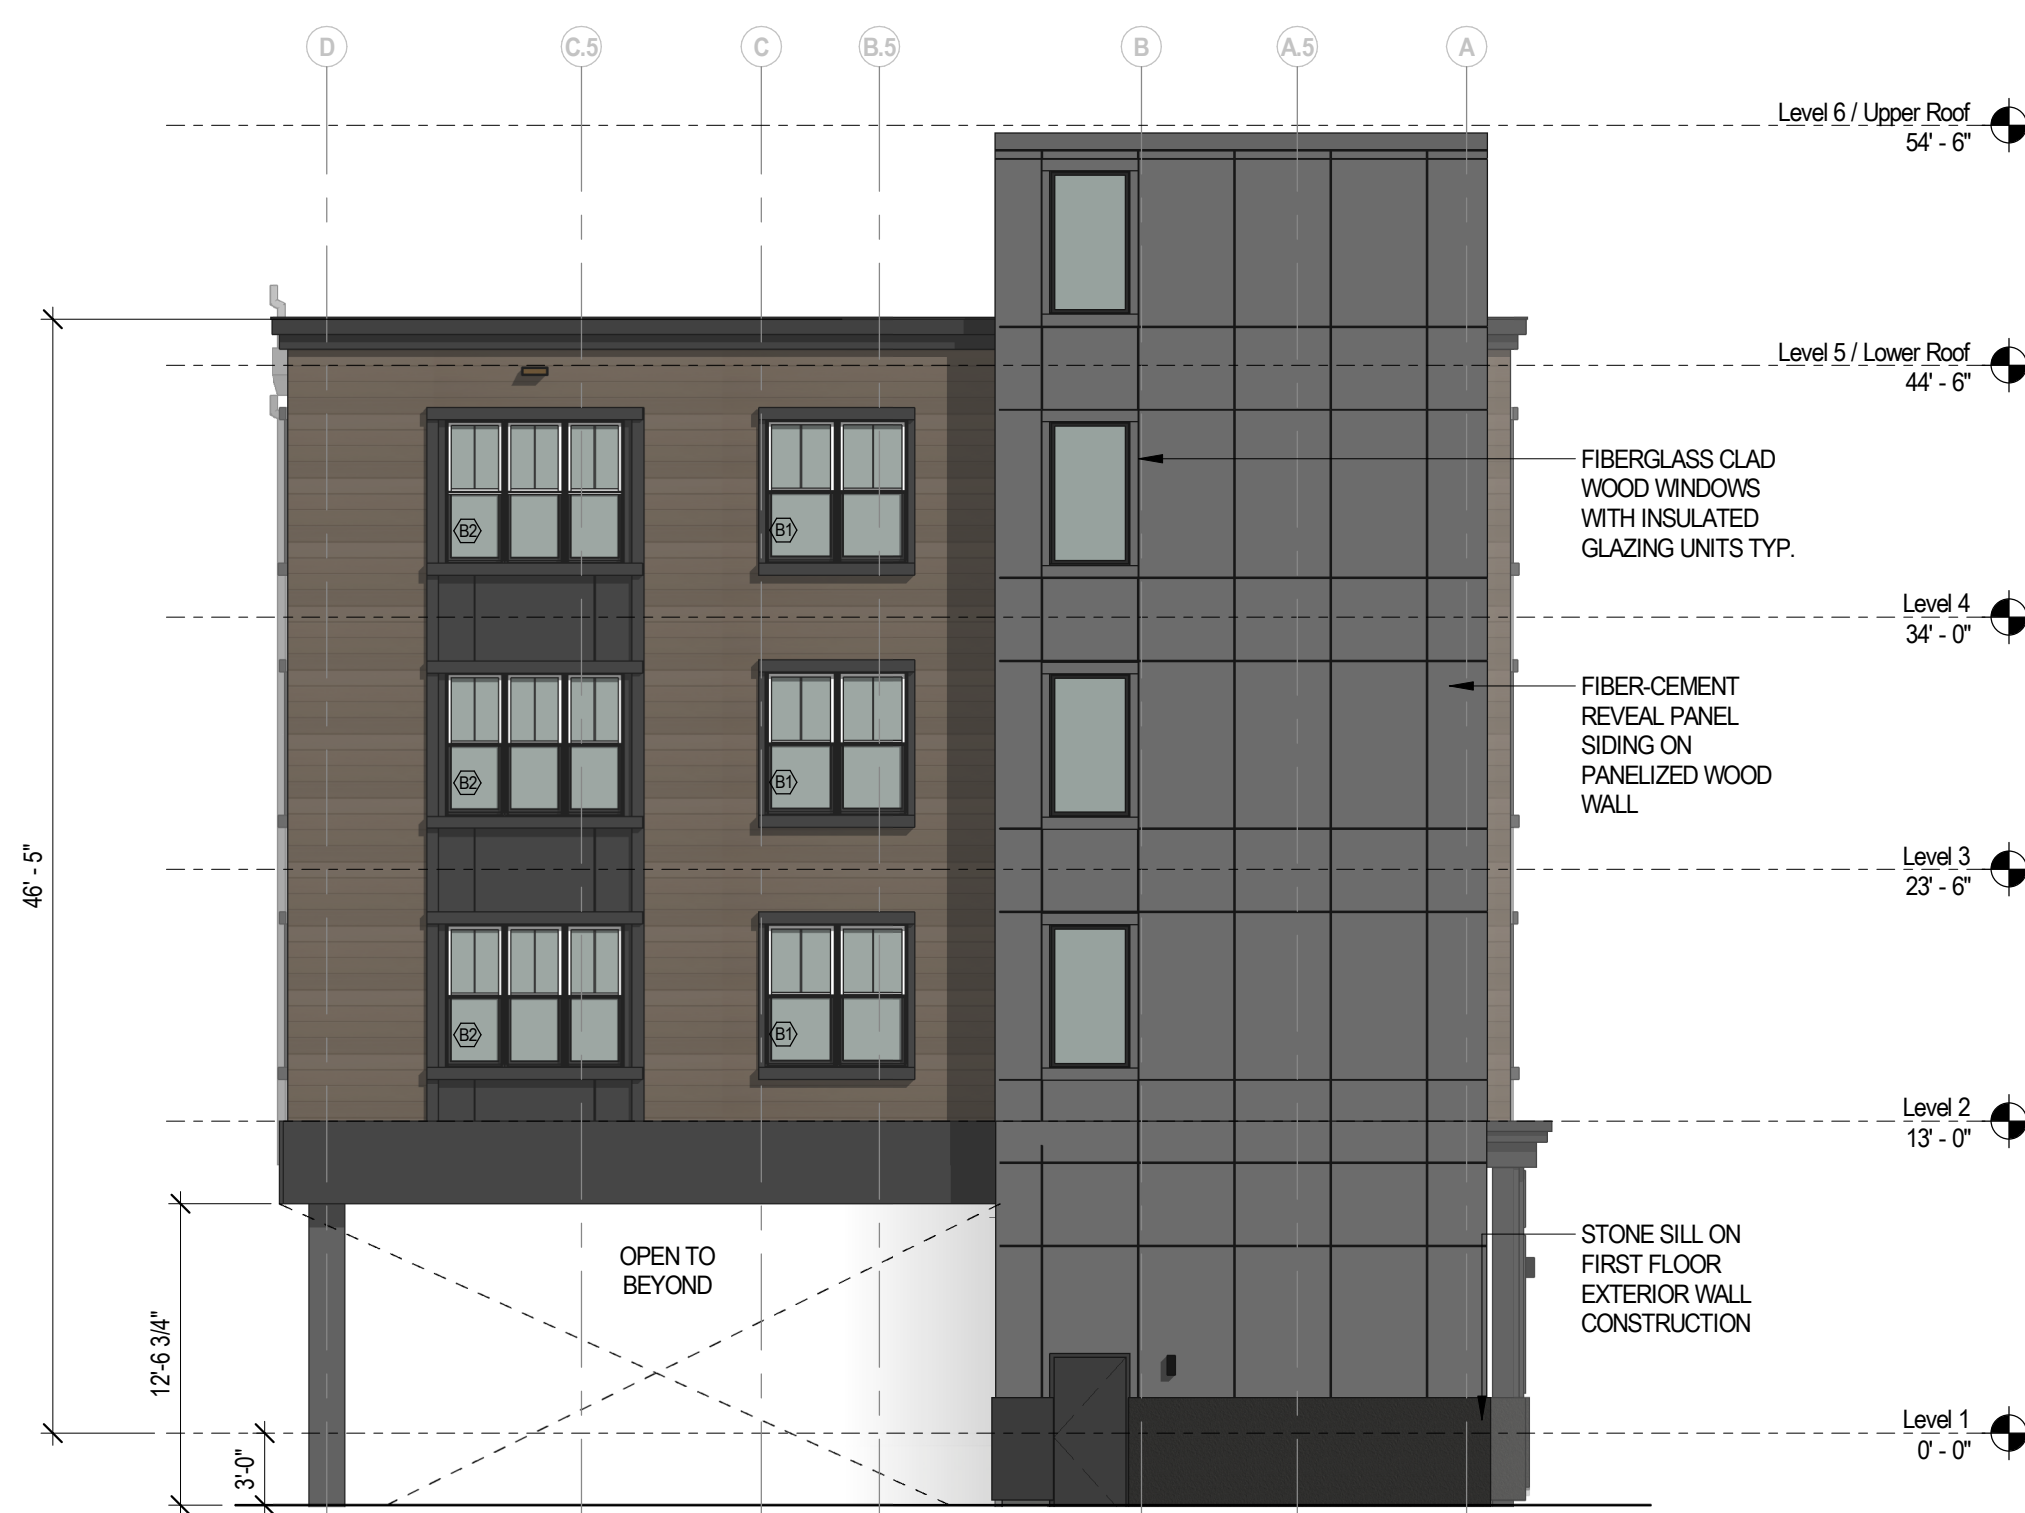 D
C.5
C
B.5
B
A.5
A
Level 6 / Upper Roof
54' - 6"
Level 5 / Lower Roof
44' - 6"
FIBERGLASS CLAD
WOOD WINDOWS
WITH INSULATED
GLAZING UNITS TYP.
B2
B1
Level 4
34' - 0"
FIBER-CEMENT
REVEAL PANEL
SIDING ON
PANELIZED WOOD
WALL
B2
B1
46' - 5"
Level 3
23' - 6"
B2
B1
Level 2
13' - 0"
OPEN TO
BEYOND
STONE SILL ON
FIRST FLOOR
EXTERIOR WALL
CONSTRUCTION
12'-6 3/4"
3'-0"
Level 1
0' - 0"